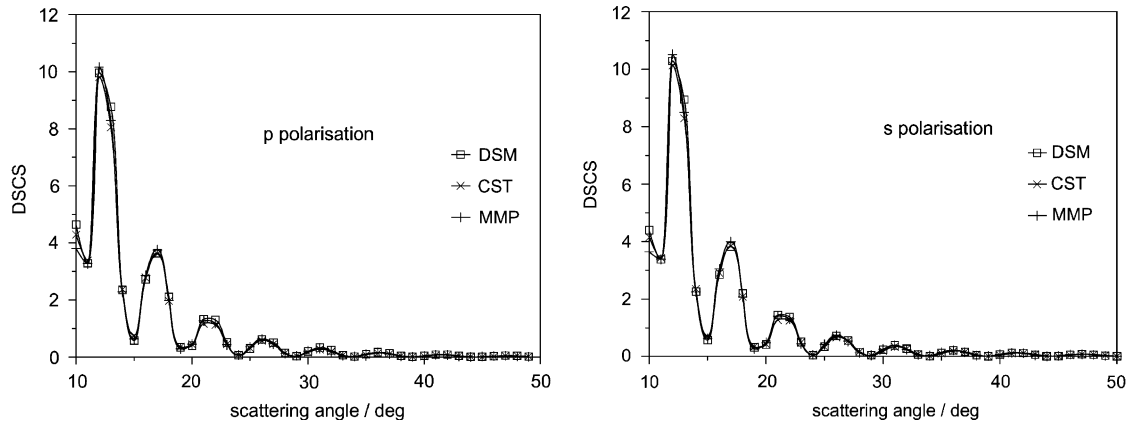 12
10
8
6
4
2
0
DSCS
p polarisation
DSM
CST
MMP
10 20 30 40 50
scattering angle / deg
12
10
8
6
4
2
0
DSCS
s polarisation
DSM
CST
MMP
10 20 30 40 50
scattering angle / deg